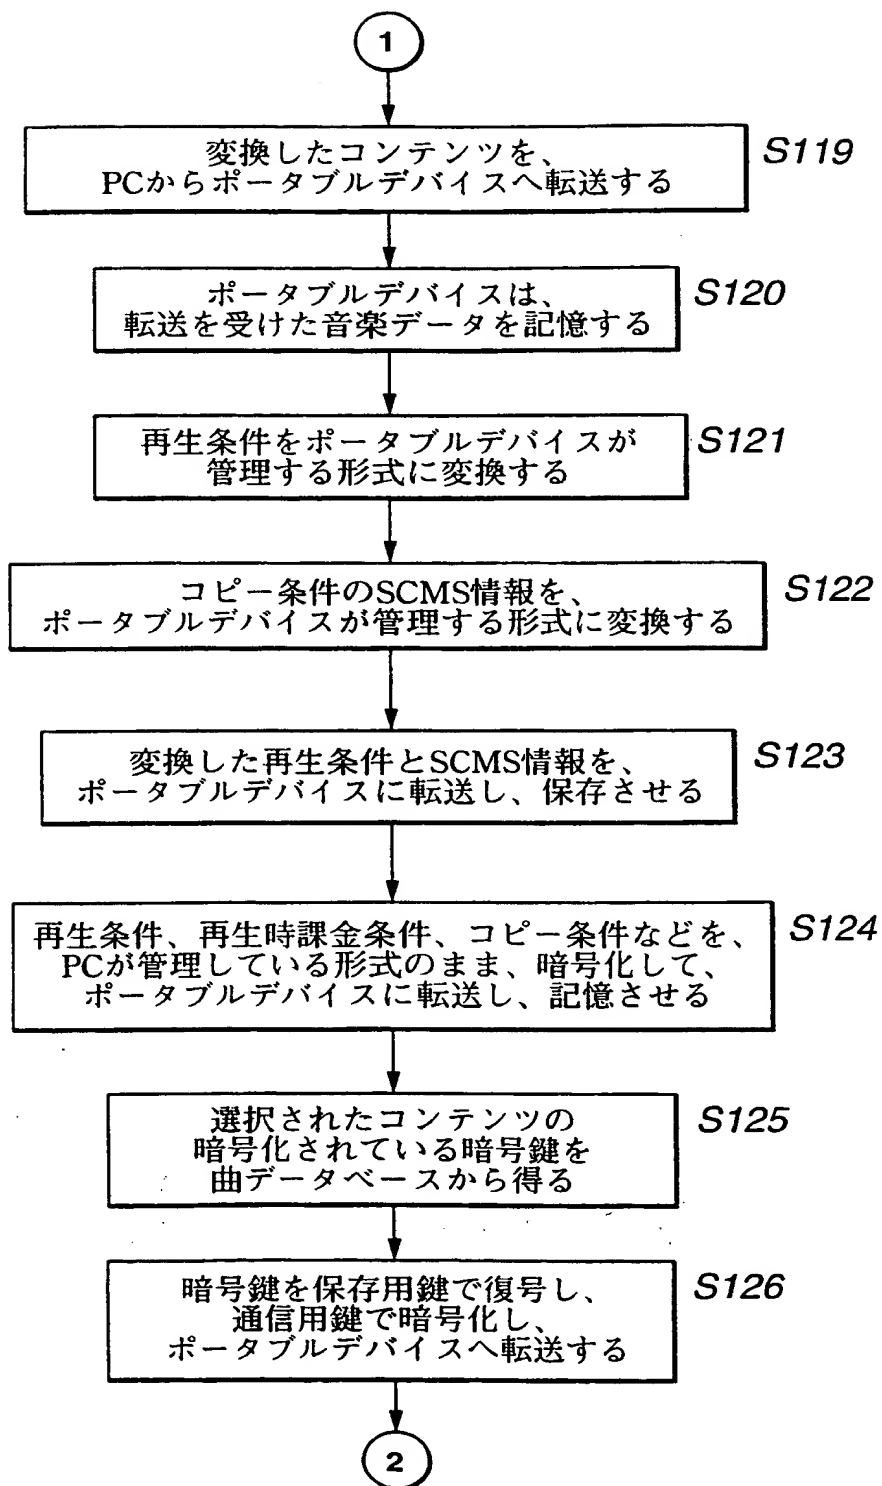 1
変換したコンテンツを、
PCからポータブルデバイスへ転送する
S119
ポータブルデバイスは、
転送を受けた音楽データを記憶する
S120
再生条件をポータブルデバイスが
管理する形式に変換する
S121
コピー条件のSCMS情報を、
ポータブルデバイスが管理する形式に変換する
S122
変換した再生条件とSCMS情報を、
ポータブルデバイスに転送し、保存させる
S123
再生条件、再生時課金条件、コピー条件などを、
PCが管理している形式のまま、暗号化して、
ポータブルデバイスに転送し、記憶させる
S124
選択されたコンテンツの
暗号化されている暗号鍵を
曲データベースから得る
S125
暗号鍵を保存用鍵で復号し、
通信用鍵で暗号化し、
ポータブルデバイスへ転送する
S126
2